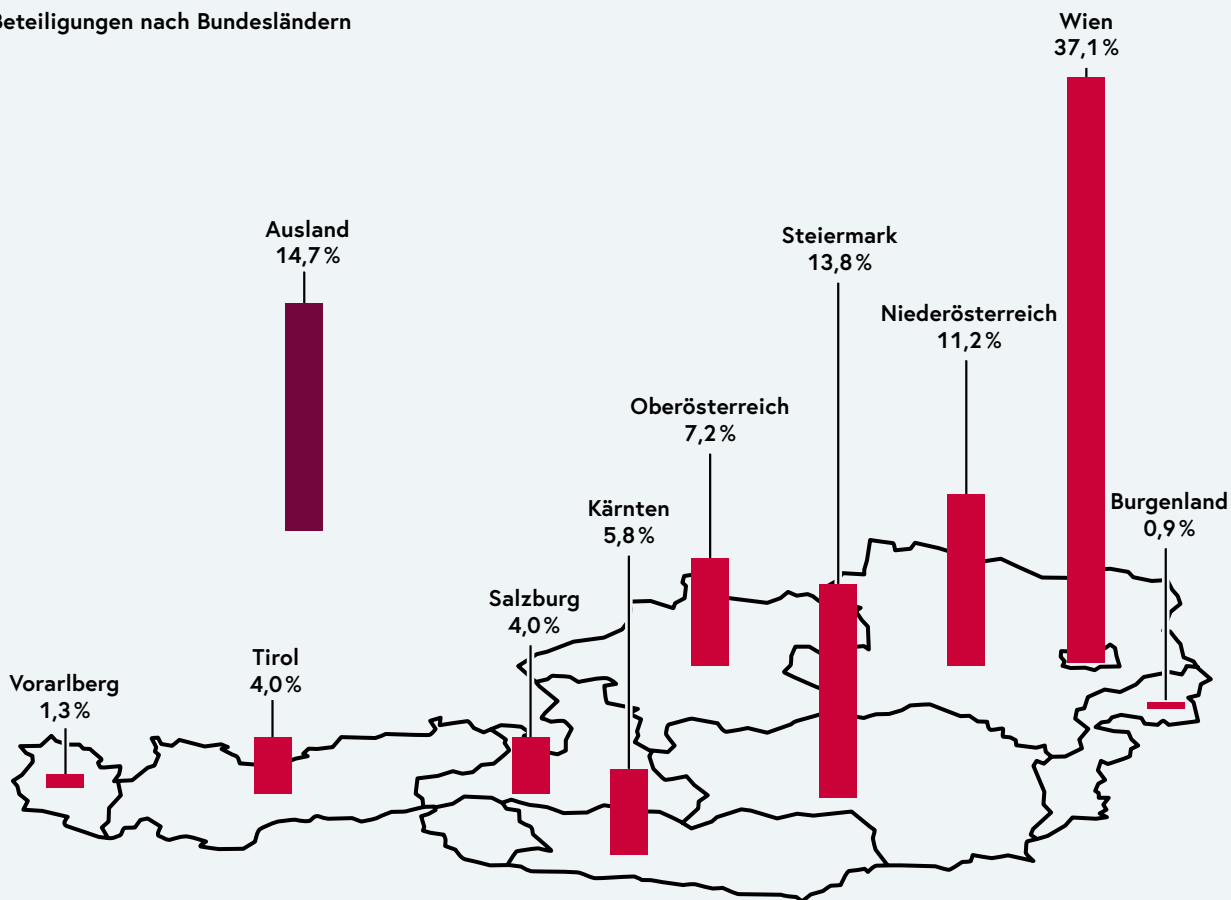 Beteiligungen nach Bundesländern
Wien
37,1 %
Ausland
14,7 %
Steiermark
13,8 %
Niederösterreich
11,2 %
Oberösterreich
7,2 %
Kärnten
5,8 %
Burgenland
0,9 %
Salzburg
4,0 %
Tirol
4,0 %
Vorarlberg
1,3 %